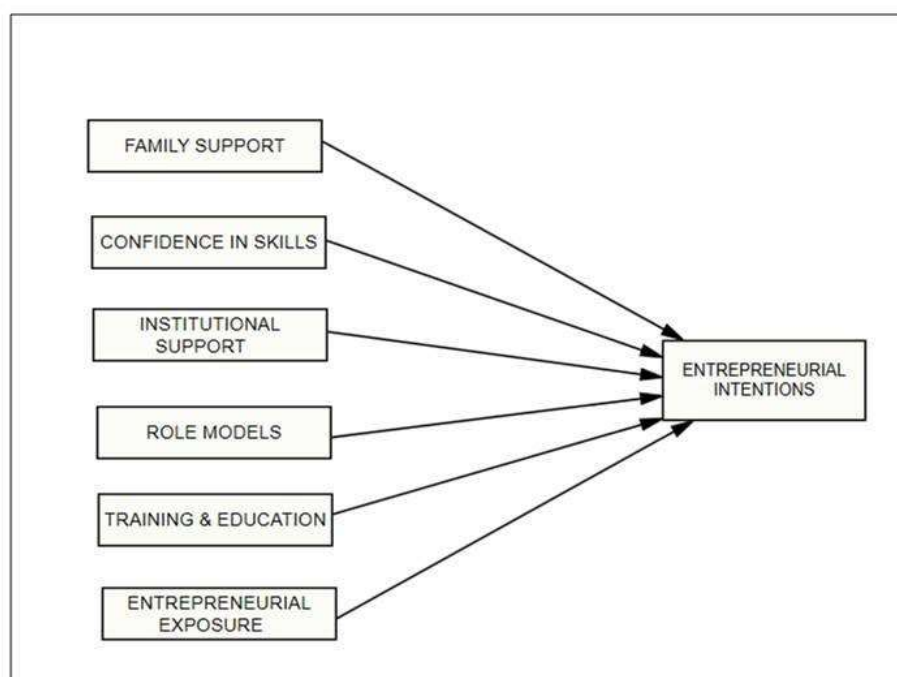 FAMILY SUPPORT
CONFIDENCE IN SKILLS
INSTITUTIONAL
SUPPORT
ROLE MODELS
TRAINING & EDUCATION
ENTREPRENEURIAL
EXPOSURE
ENTREPRENEURIAL
INTENTIONS